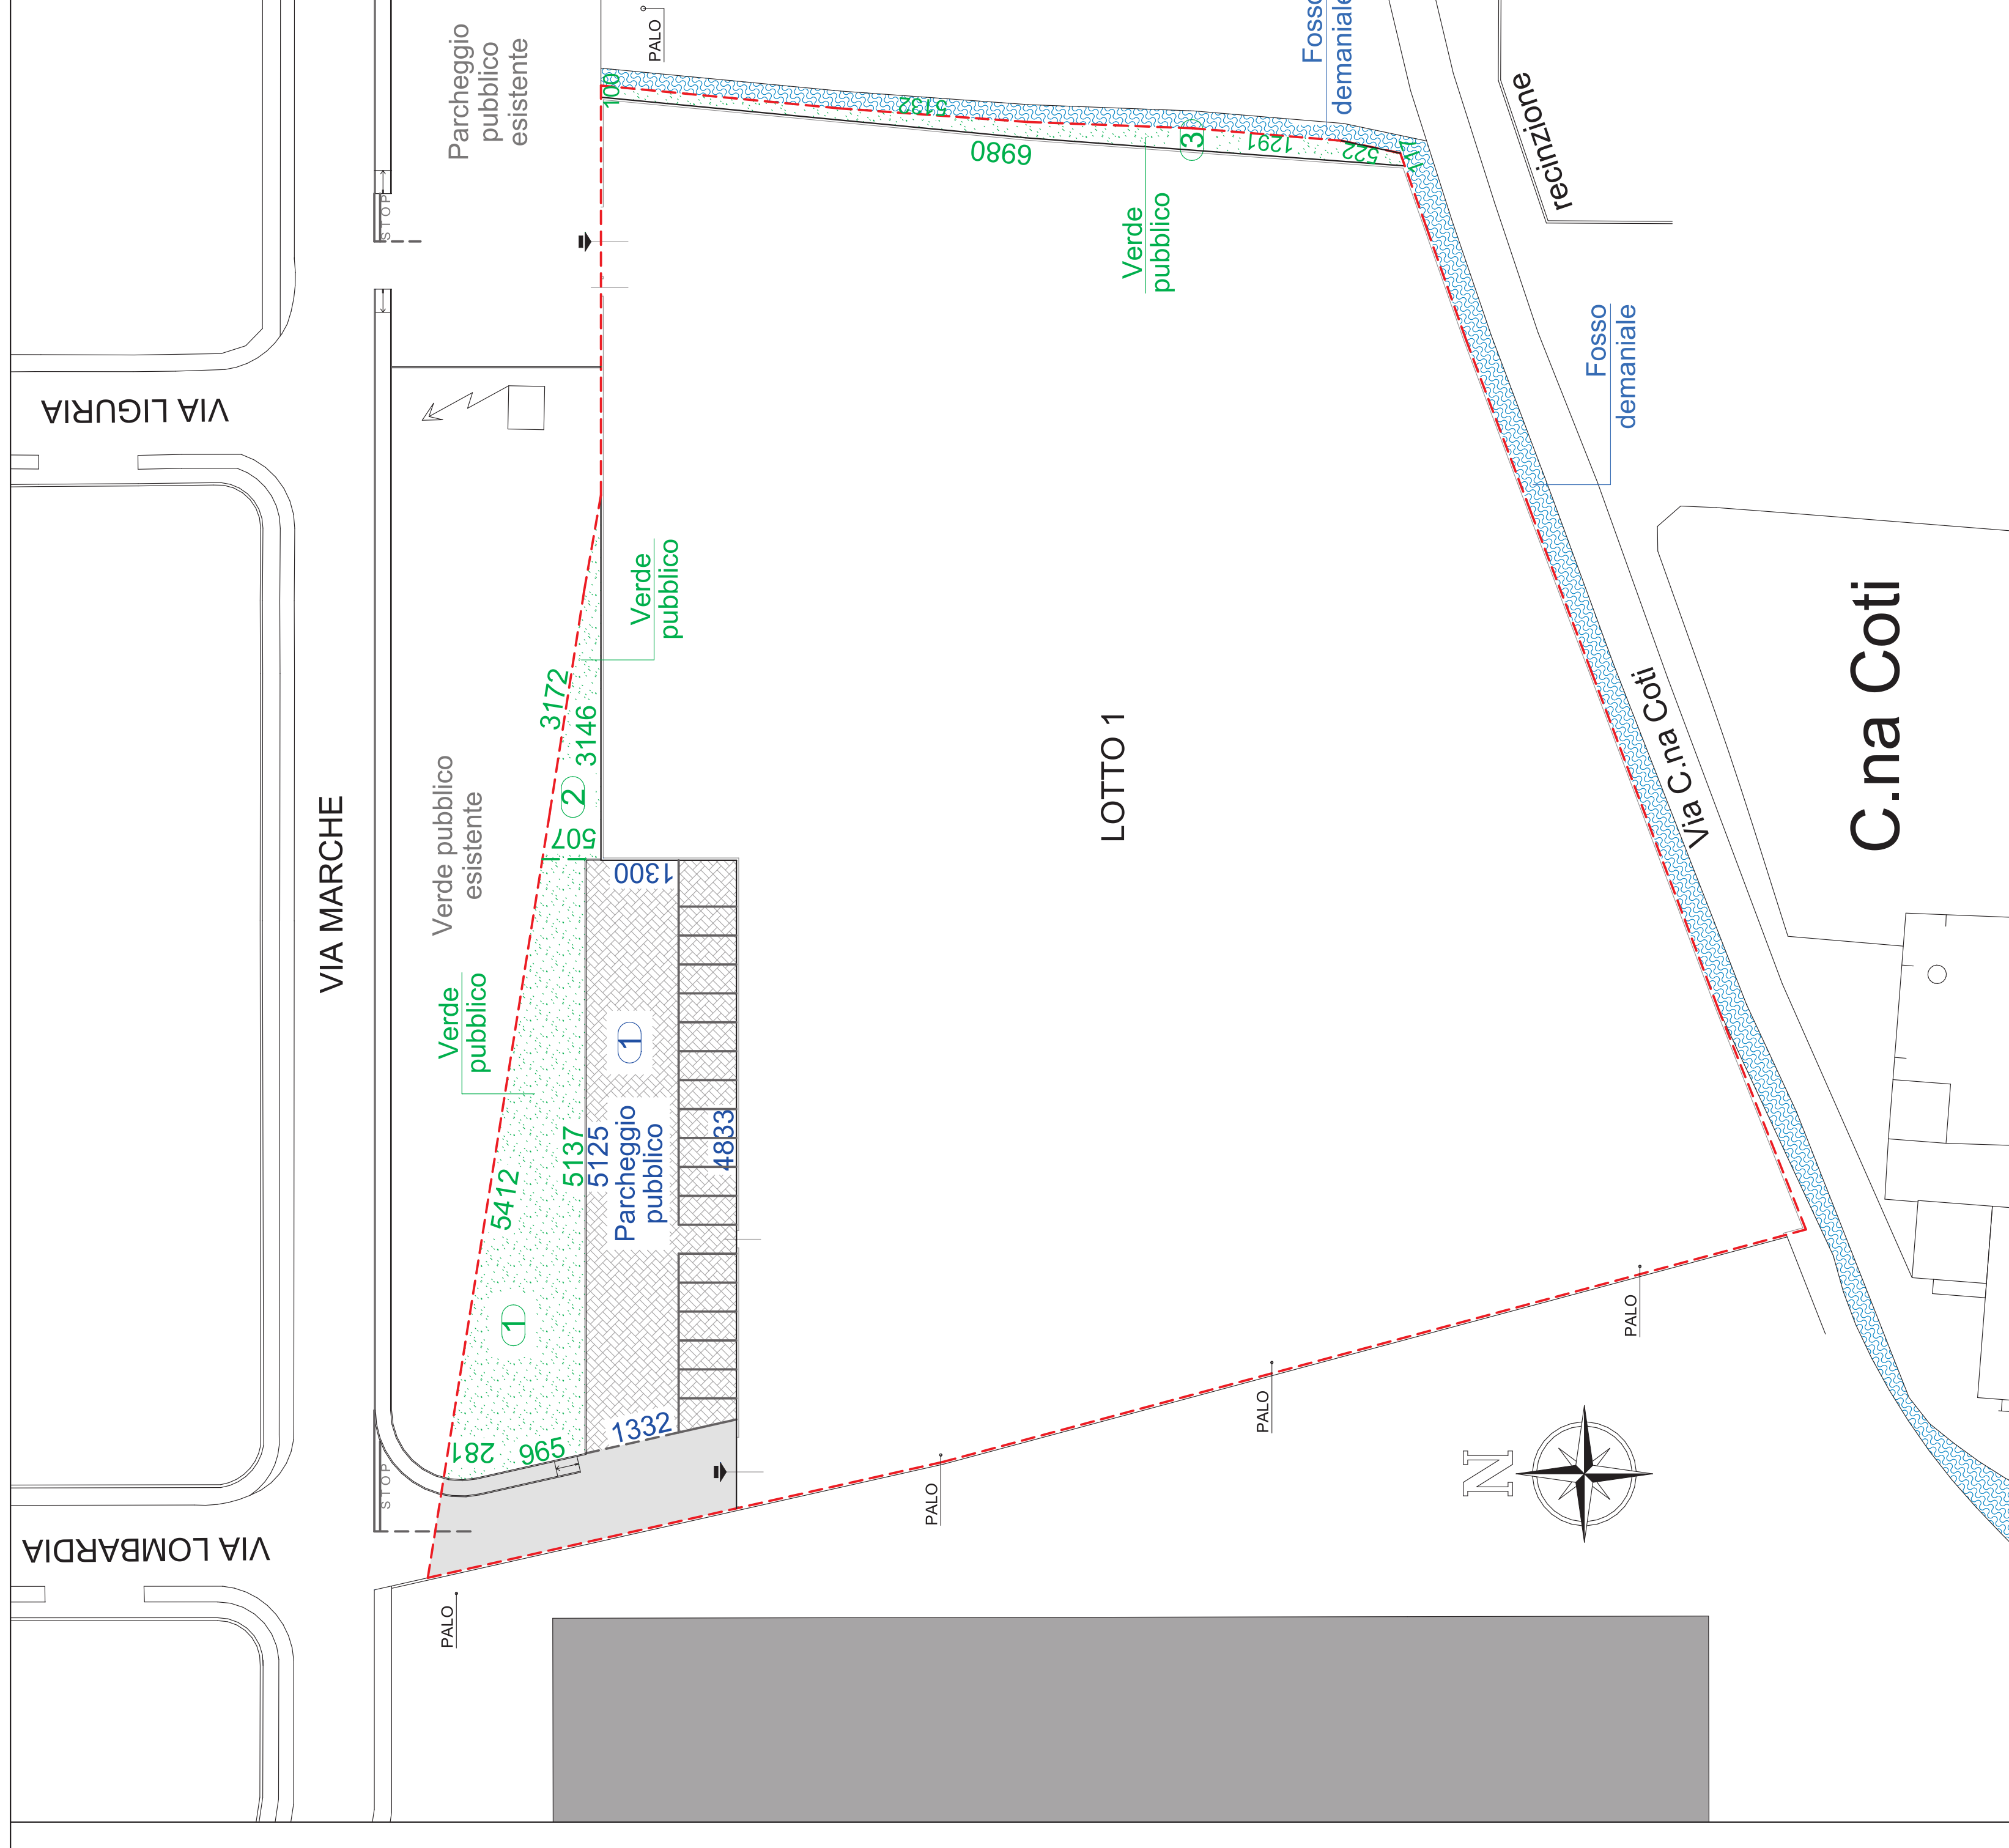 Parcheggio
pubblico
esistente
PALO
Fosso
demaniale
recinzione
STOP
100
5132
6980
3
1291
522
Verde
pubblico
VIA LIGURIA
Fosso
demaniale
Verde
pubblico
3172
3146
2
507
VIA MARCHE
Verde pubblico
esistente
LOTTO 1
Via C.na Coti
C.na Coti
1300
Verde
pubblico
1
5412
5137
5125
Parcheggio
pubblico
4833
1
281
965
1332
STOP
VIA LOMBARDIA
PALO
PALO
PALO
PALO
N